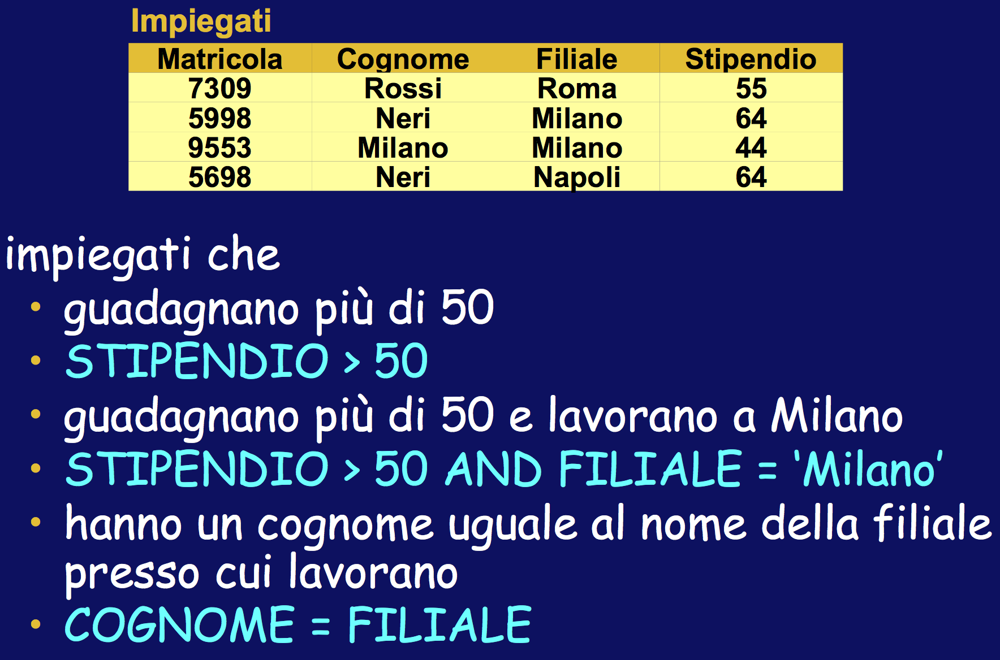 Impiegati
Matricola Cognome Filiale Stipendio
7309 Rossi Roma 55
5998 Neri Milano 64
9553 Milano Milano 44
5698 Neri Napoli 64
impiegati che
• guadagnano più di 50
• STIPENDIO > 50
• guadagnano più di 50 e lavorano a Milano
• STIPENDIO > 50 AND FILIALE = ‘Milano’
• hanno un cognome uguale al nome della filiale
presso cui lavorano
• COGNOME = FILIALE